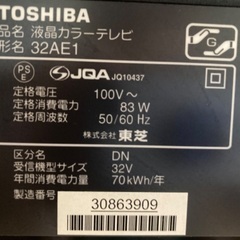 TOSHIBA
品名 液晶カラーテレビ
形名 32AE1
PS
E
JQA JQ10437
定格電圧： 100V〜
定格消費電力： 83 W
定格周波数： 50/60 Hz
株式会社 東芝
区分名： DN
受信機型サイズ： 32V
年間消費電力量： 70kWh/年
製造番号：
30863909